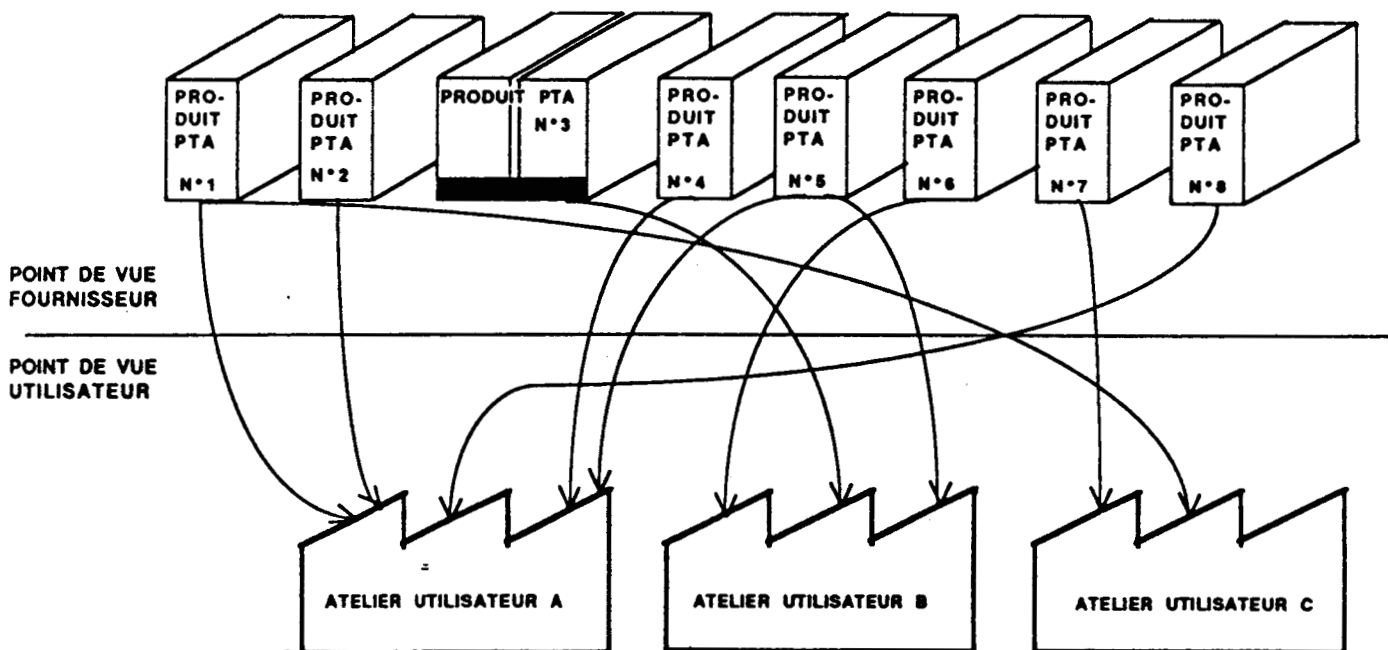 PRO-
DUIT
PTA
N°1
PRO-
DUIT
PTA
N°2
PRODUIT PTA
N°3
PRO-
DUIT
PTA
N°4
PRO-
DUIT
PTA
N°5
PRO-
DUIT
PTA
N°6
PRO-
DUIT
PTA
N°7
PRO-
DUIT
PTA
N°8
POINT DE VUE
FOURNISSEUR
POINT DE VUE
UTILISATEUR
ATELIER UTILISATEUR A
ATELIER UTILISATEUR B
ATELIER UTILISATEUR C